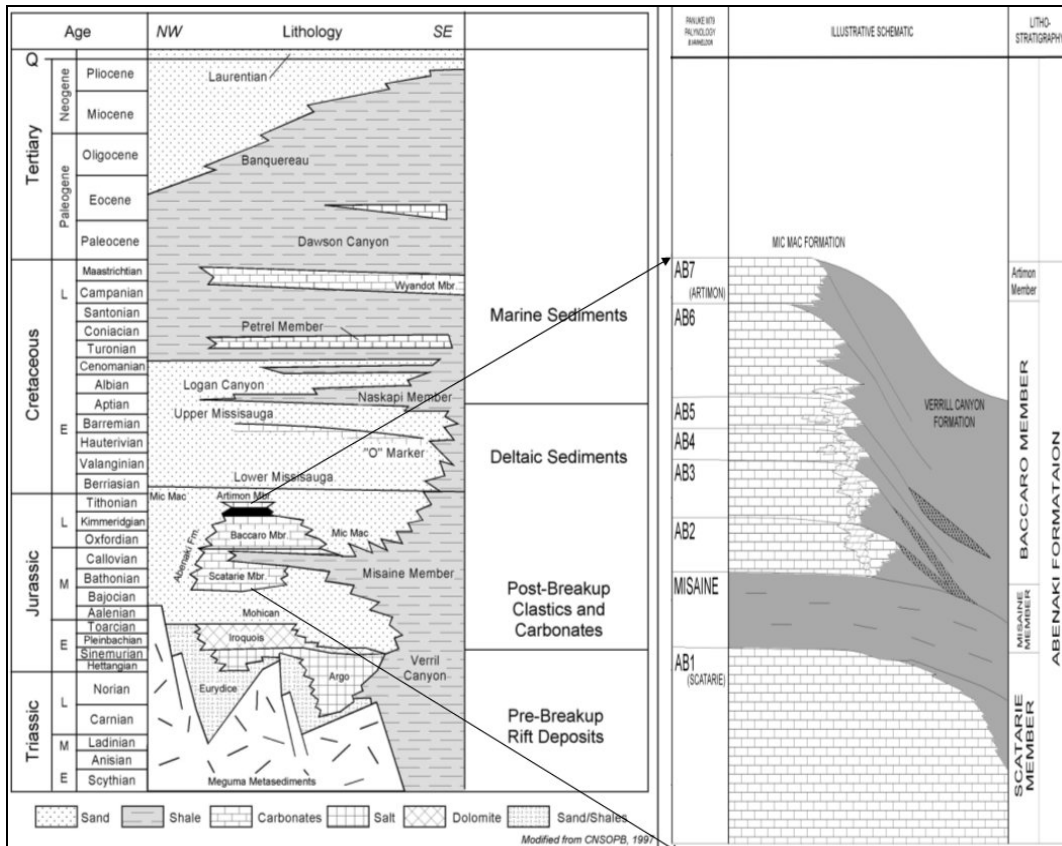 Age
NW Lithology SE
Q
Tertiary
Neogene
Paleogene
Pliocene
Miocene
Oligocene
Eocene
Paleocene
Laurentian
Banquereau
Dawson Canyon
Cretaceous
L
E
Maastrichtian
Campanian
Santonian
Coniacian
Turonian
Cenomanian
Albian
Aptian
Barremian
Hauterivian
Valanginian
Berriasian
Wyandot Mbr.
Petrel Member
Logan Canyon
Naskapi Member
Upper Missisauga
"O" Marker
Lower Missisauga
Marine Sediments
Deltaic Sediments
Jurassic
L
M
E
Tithonian
Kimmeridgian
Oxfordian
Callovian
Bathonian
Bajocian
Aalenian
Toarcian
Pleinbachian
Sinemurian
Hettangian
Mic Mac
Artimon Mbr
Baccaro Mbr.
Mic Mac
Abenaki Fm.
Scatarie Mbr.
Misaine Member
Mohican
Iroquois
Argo
Eurydice
Verril
Canyon
Post-Breakup
Clastics and
Carbonates
Triassic
L
M
E
Norian
Carnian
Ladinian
Anisian
Scythian
Meguma Metasediments
Pre-Breakup
Rift Deposits
Sand Shale Carbonates Salt Dolomite Sand/Shales
Modified from CNSOPB, 1997
PANUKE M79
PALYNOLOGY
ILLUSTRATIVE SCHEMATIC
LITHO-
STRATIGRAPHY
MIC MAC FORMATION
AB7
(ARTIMON)
AB6
AB5
AB4
AB3
AB2
MISAINE
AB1
(SCATARIE)
VERRILL CANYON
FORMATION
Artimon
Member
BACCARO MEMBER
MISAINE
MEMBER
SCATARIE
MEMBER
ABENAKI FORMATAION